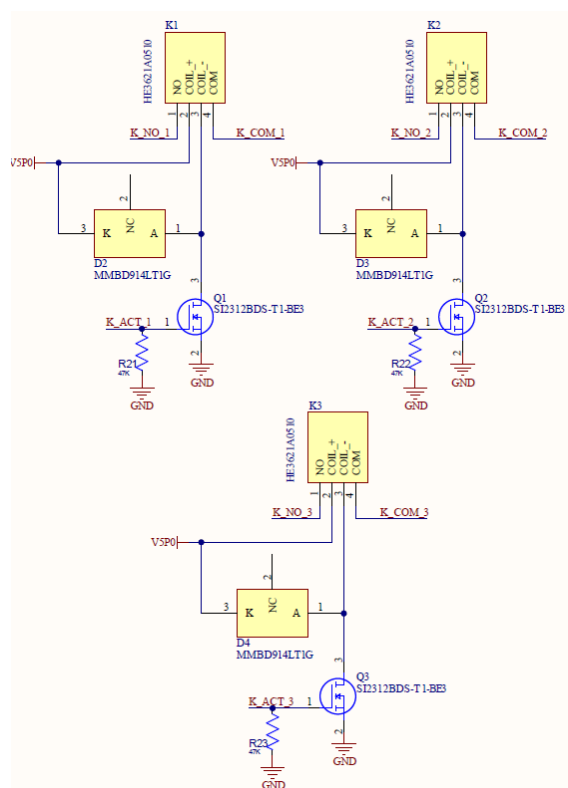 K1
HE3621A0510
NO
COIL_+
COIL_-
COM
1
2
3
4
K_NO_1
K_COM_1
V5P0
2
NC
3
K
A
1
D2
MMBD914LT1G
3
Q1
SI2312BDS-T1-BE3
K_ACT_1
1
2
R21
47K
GND
GND
K2
HE3621A0510
NO
COIL_+
COIL_-
COM
1
2
3
4
K_NO_2
K_COM_2
V5P0
2
NC
3
K
A
1
D3
MMBD914LT1G
3
Q2
SI2312BDS-T1-BE3
K_ACT_2
1
2
R22
47K
GND
GND
K3
HE3621A0510
NO
COIL_+
COIL_-
COM
1
2
3
4
K_NO_3
K_COM_3
V5P0
2
NC
3
K
A
1
D4
MMBD914LT1G
3
Q3
SI2312BDS-T1-BE3
K_ACT_3
1
2
R23
47K
GND
GND